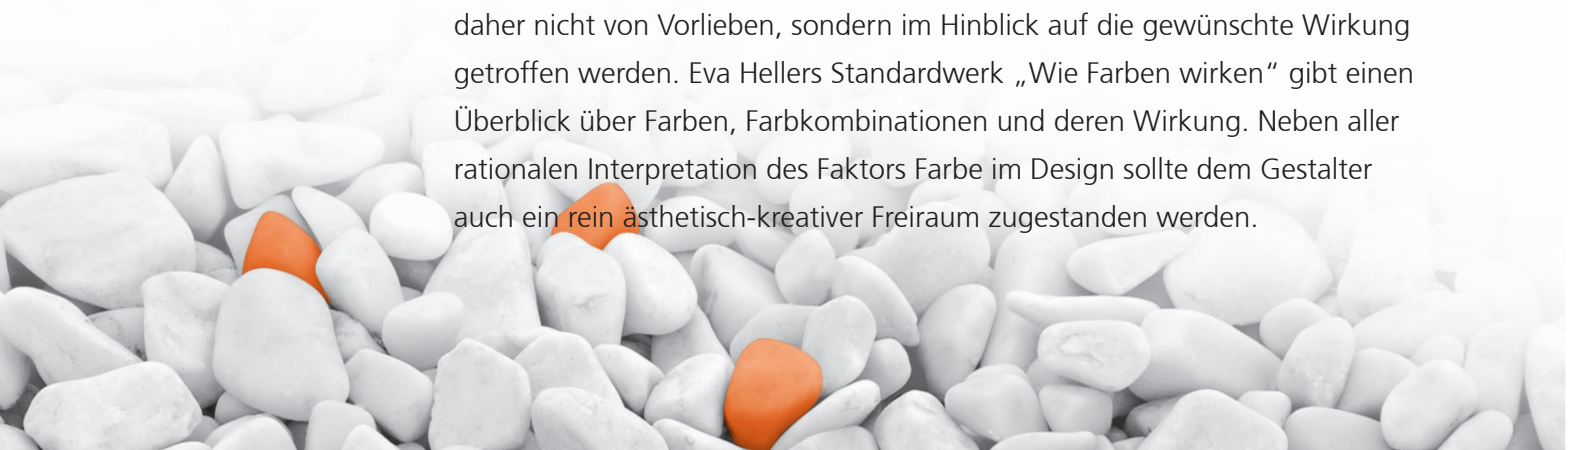 daher nicht von Vorlieben, sondern im Hinblick auf die gewünschte Wirkung
getroffen werden. Eva Hellers Standardwerk „Wie Farben wirken“ gibt einen
Überblick über Farben, Farbkombinationen und deren Wirkung. Neben aller
rationalen Interpretation des Faktors Farbe im Design sollte dem Gestalter
auch ein rein ästhetisch-kreativer Freiraum zugestanden werden.